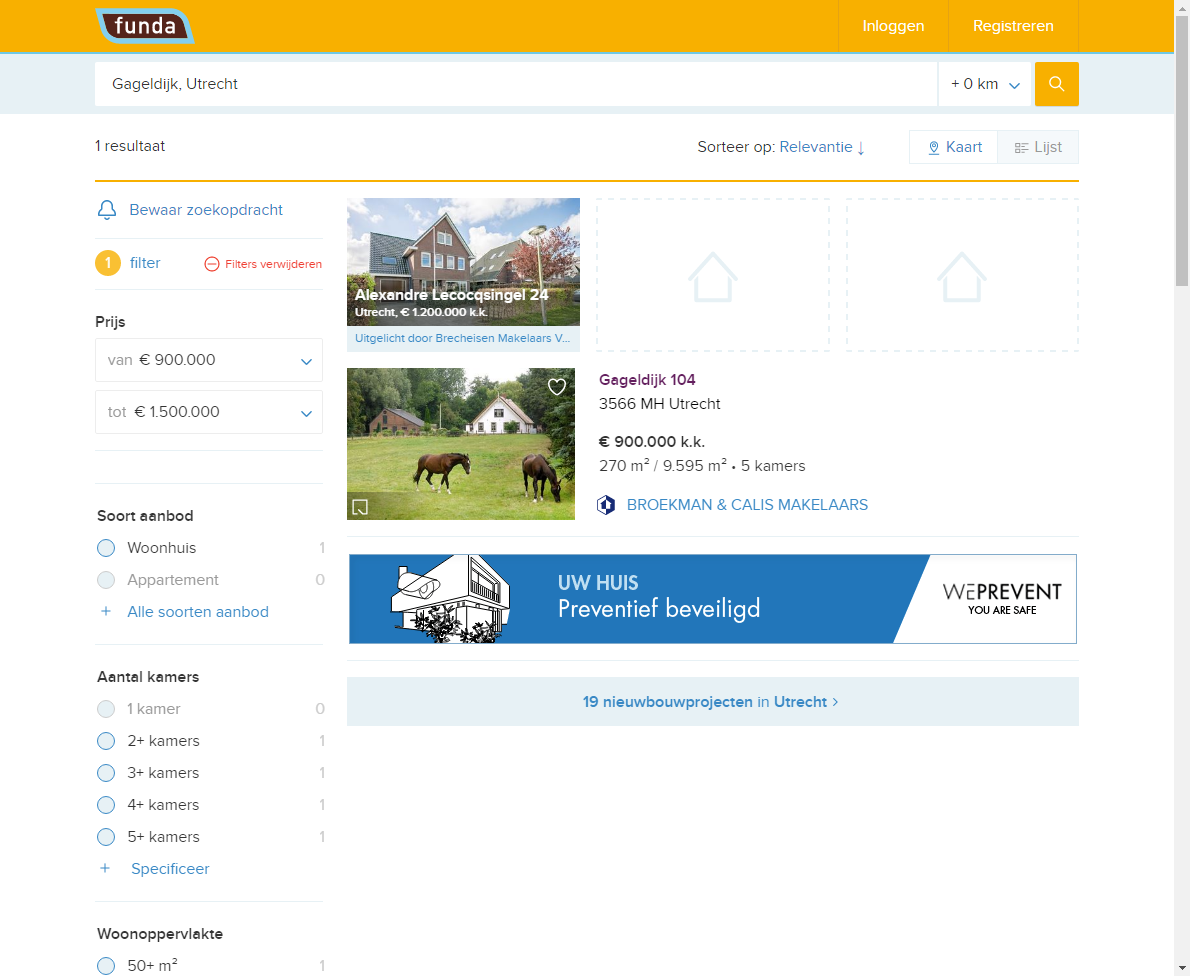 funda
Inloggen
Registreren
Gageldijk, Utrecht
+ 0 km
1 resultaat
Sorteer op: Relevantie ↓
Kaart
Lijst
Bewaar zoekopdracht
1 filter
Filters verwijderen
Prijs
van € 900.000
tot € 1.500.000
Soort aanbod
Woonhuis 1
Appartement 0
+ Alle soorten aanbod
Aantal kamers
1 kamer 0
2+ kamers 1
3+ kamers 1
4+ kamers 1
5+ kamers 1
+ Specificeer
Woonoppervlakte
50+ m² 1
Alexandre Lecocqsingel 24
Utrecht, € 1.200.000 k.k.
Uitgelicht door Brecheisen Makelaars V...
Gageldijk 104
3566 MH Utrecht
€ 900.000 k.k.
270 m² / 9.595 m² • 5 kamers
BROEKMAN & CALIS MAKELAARS
UW HUIS
Preventief beveiligd
WEPREVENT
YOU ARE SAFE
19 nieuwbouwprojecten in Utrecht >